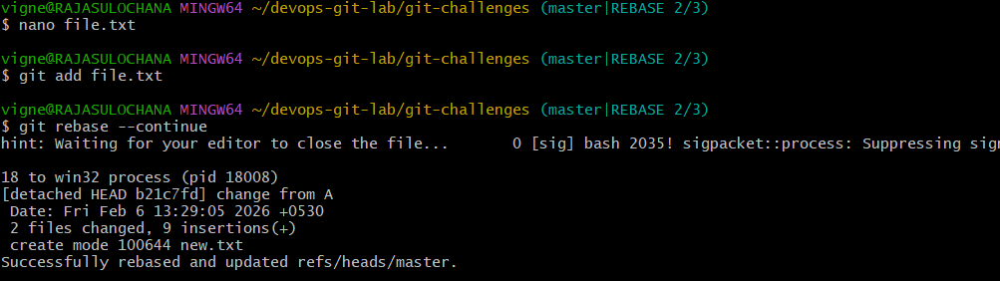 vigne@RAJASULOCHANA MINGW64 ~/devops-git-lab/git-challenges (master|REBASE 2/3)
$ nano file.txt
vigne@RAJASULOCHANA MINGW64 ~/devops-git-lab/git-challenges (master|REBASE 2/3)
$ git add file.txt
vigne@RAJASULOCHANA MINGW64 ~/devops-git-lab/git-challenges (master|REBASE 2/3)
$ git rebase --continue
hint: Waiting for your editor to close the file...      0 [sig] bash 2035! sigpacket::process: Suppressing sign
18 to win32 process (pid 18008)
[detached HEAD b21c7fd] change from A
 Date: Fri Feb 6 13:29:05 2026 +0530
 2 files changed, 9 insertions(+)
 create mode 100644 new.txt
Successfully rebased and updated refs/heads/master.